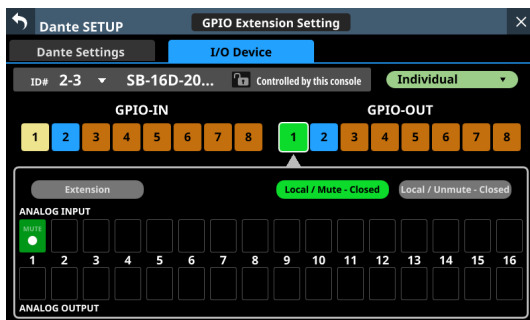 Dante SETUP
GPIO Extension Setting
Dante Settings
I/O Device
ID# 2-3 SB-16D-20... Controlled by this console
Individual
GPIO-IN
GPIO-OUT
1 2 3 4 5 6 7 8
1 2 3 4 5 6 7 8
Extension
Local / Mute - Closed
Local / Unmute - Closed
ANALOG INPUT
MUTE
1 2 3 4 5 6 7 8 9 10 11 12 13 14 15 16
ANALOG OUTPUT